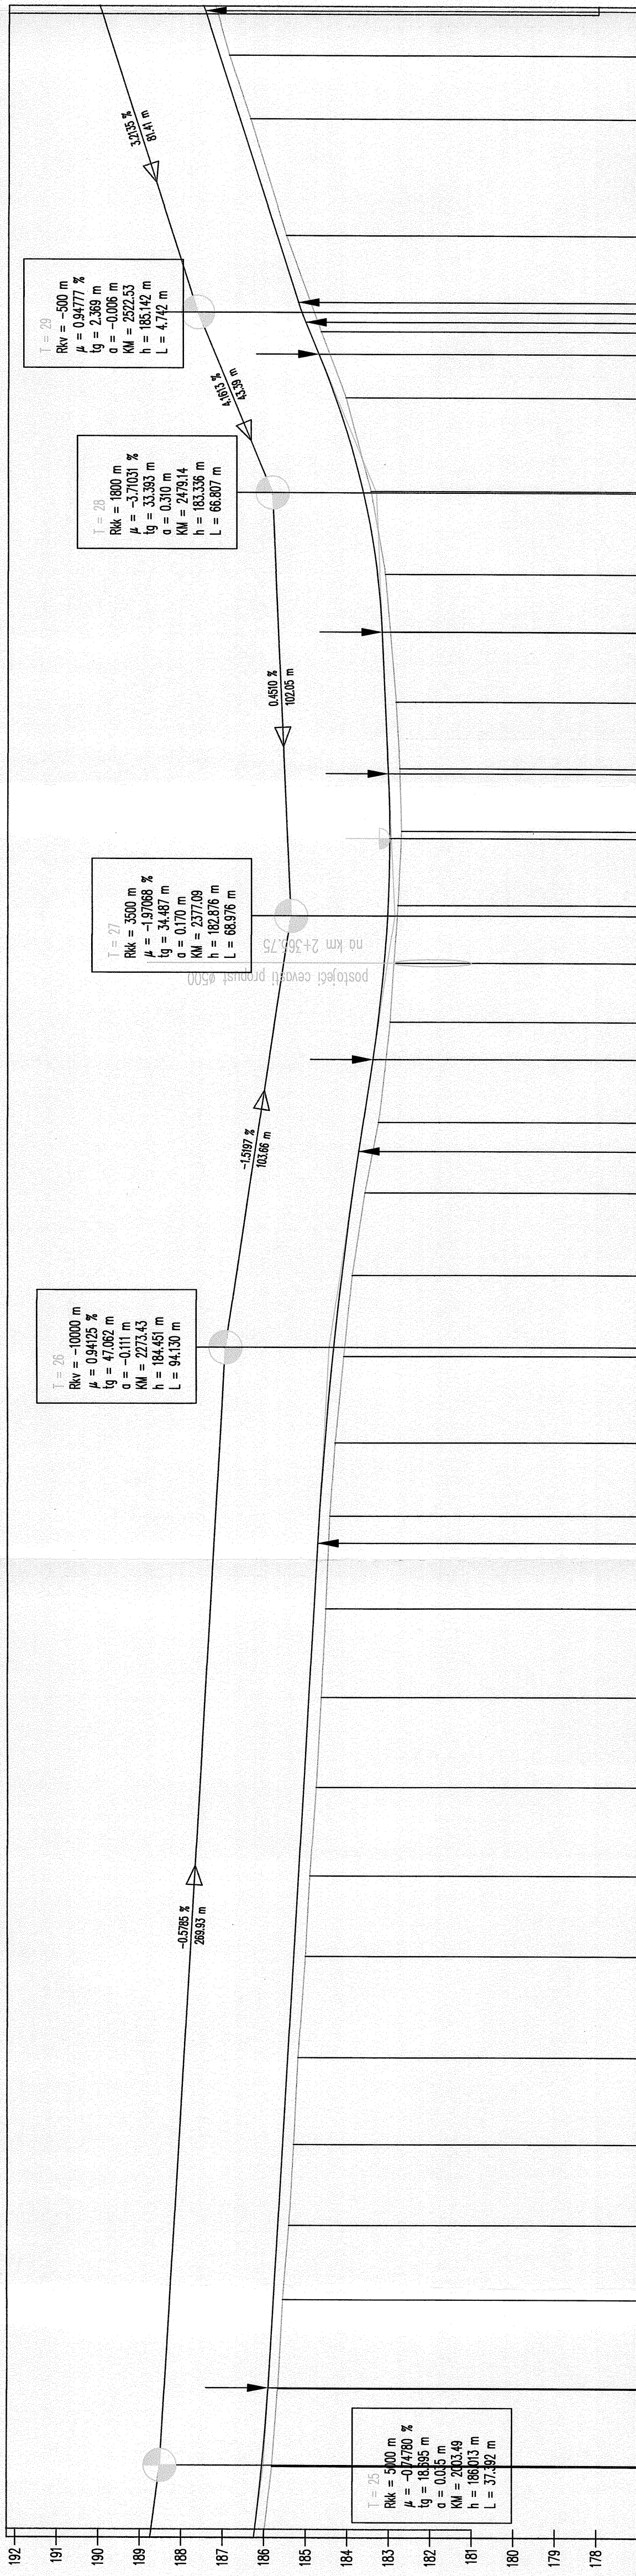 T = 25
Rkk = 5000 m
μ = -0.74780 %
tg = 18.695 m
a = 0.035 m
KM = 2003.49
h = 186.013 m
L = 37.392 m
-0.5785 %
269.93 m
T = 26
Rkv = -10000 m
μ = 0.94125 %
tg = 47.062 m
a = -0.111 m
KM = 2273.43
h = 184.451 m
L = 94.130 m
-1.5197 %
103.66 m
postojeći cevasti propust ø500
na km 2+366.75
T = 27
Rkk = 3500 m
μ = -1.97068 %
tg = 34.487 m
a = 0.170 m
KM = 2377.09
h = 182.876 m
L = 68.976 m
0.4510 %
102.05 m
T = 28
Rkk = 1800 m
μ = -3.71031 %
tg = 33.393 m
a = 0.310 m
KM = 2479.14
h = 183.336 m
L = 66.807 m
4.1613 %
43.39 m
T = 29
Rkv = -500 m
μ = 0.94777 %
tg = 2.369 m
a = -0.006 m
KM = 2522.53
h = 185.142 m
L = 4.742 m
3.2135 %
81.41 m
192
191
190
189
188
187
186
185
184
183
182
181
180
179
178